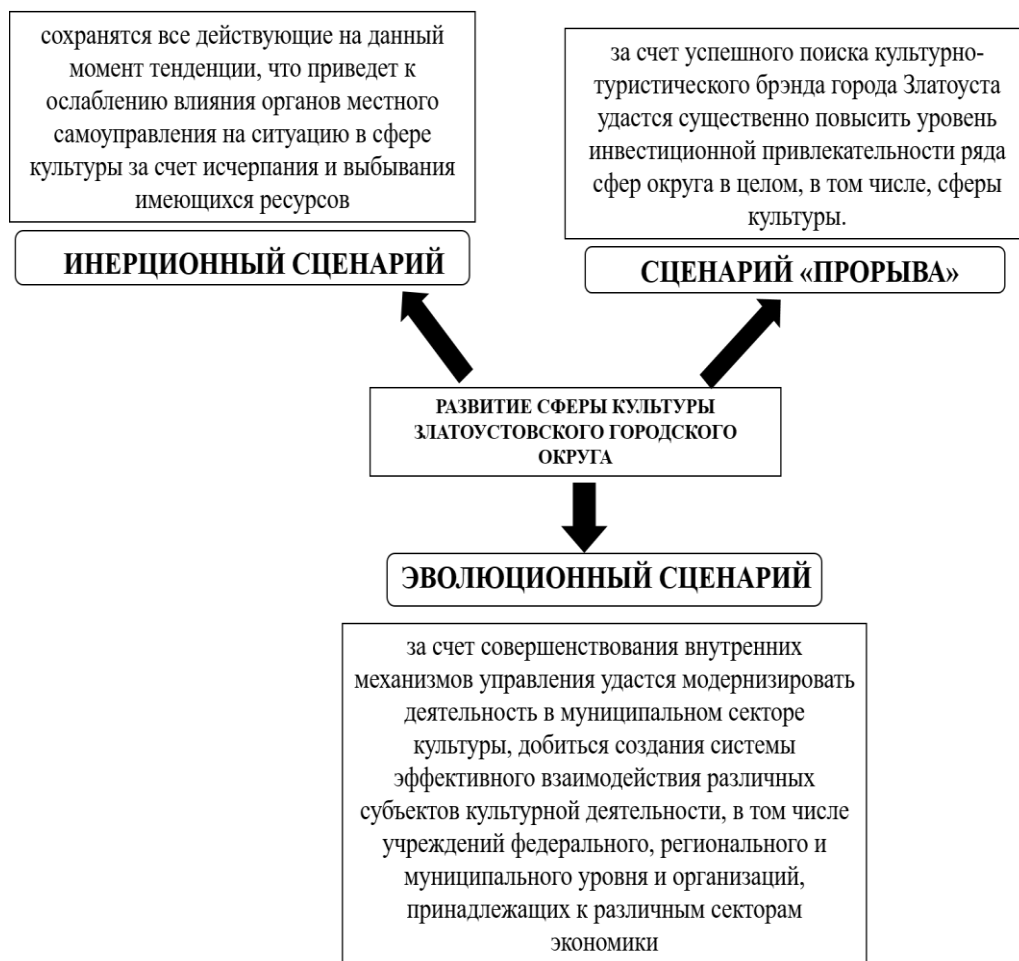 сохранятся все действующие на данный
момент тенденции, что приведет к
ослаблению влияния органов местного
самоуправления на ситуацию в сфере
культуры за счет исчерпания и выбывания
имеющихся ресурсов
ИНЕРЦИОННЫЙ СЦЕНАРИЙ
за счет успешного поиска культурно-
туристического брэнда города Златоуста
удастся существенно повысить уровень
инвестиционной привлекательности ряда
сфер округа в целом, в том числе, сферы
культуры.
СЦЕНАРИЙ «ПРОРЫВА»
РАЗВИТИЕ СФЕРЫ КУЛЬТУРЫ
ЗЛАТОУСТОВСКОГО ГОРОДСКОГО
ОКРУГА
ЭВОЛЮЦИОННЫЙ СЦЕНАРИЙ
за счет совершенствования внутренних
механизмов управления удастся модернизировать
деятельность в муниципальном секторе
культуры, добиться создания системы
эффективного взаимодействия различных
субъектов культурной деятельности, в том числе
учреждений федерального, регионального и
муниципального уровня и организаций,
принадлежащих к различным секторам
экономики